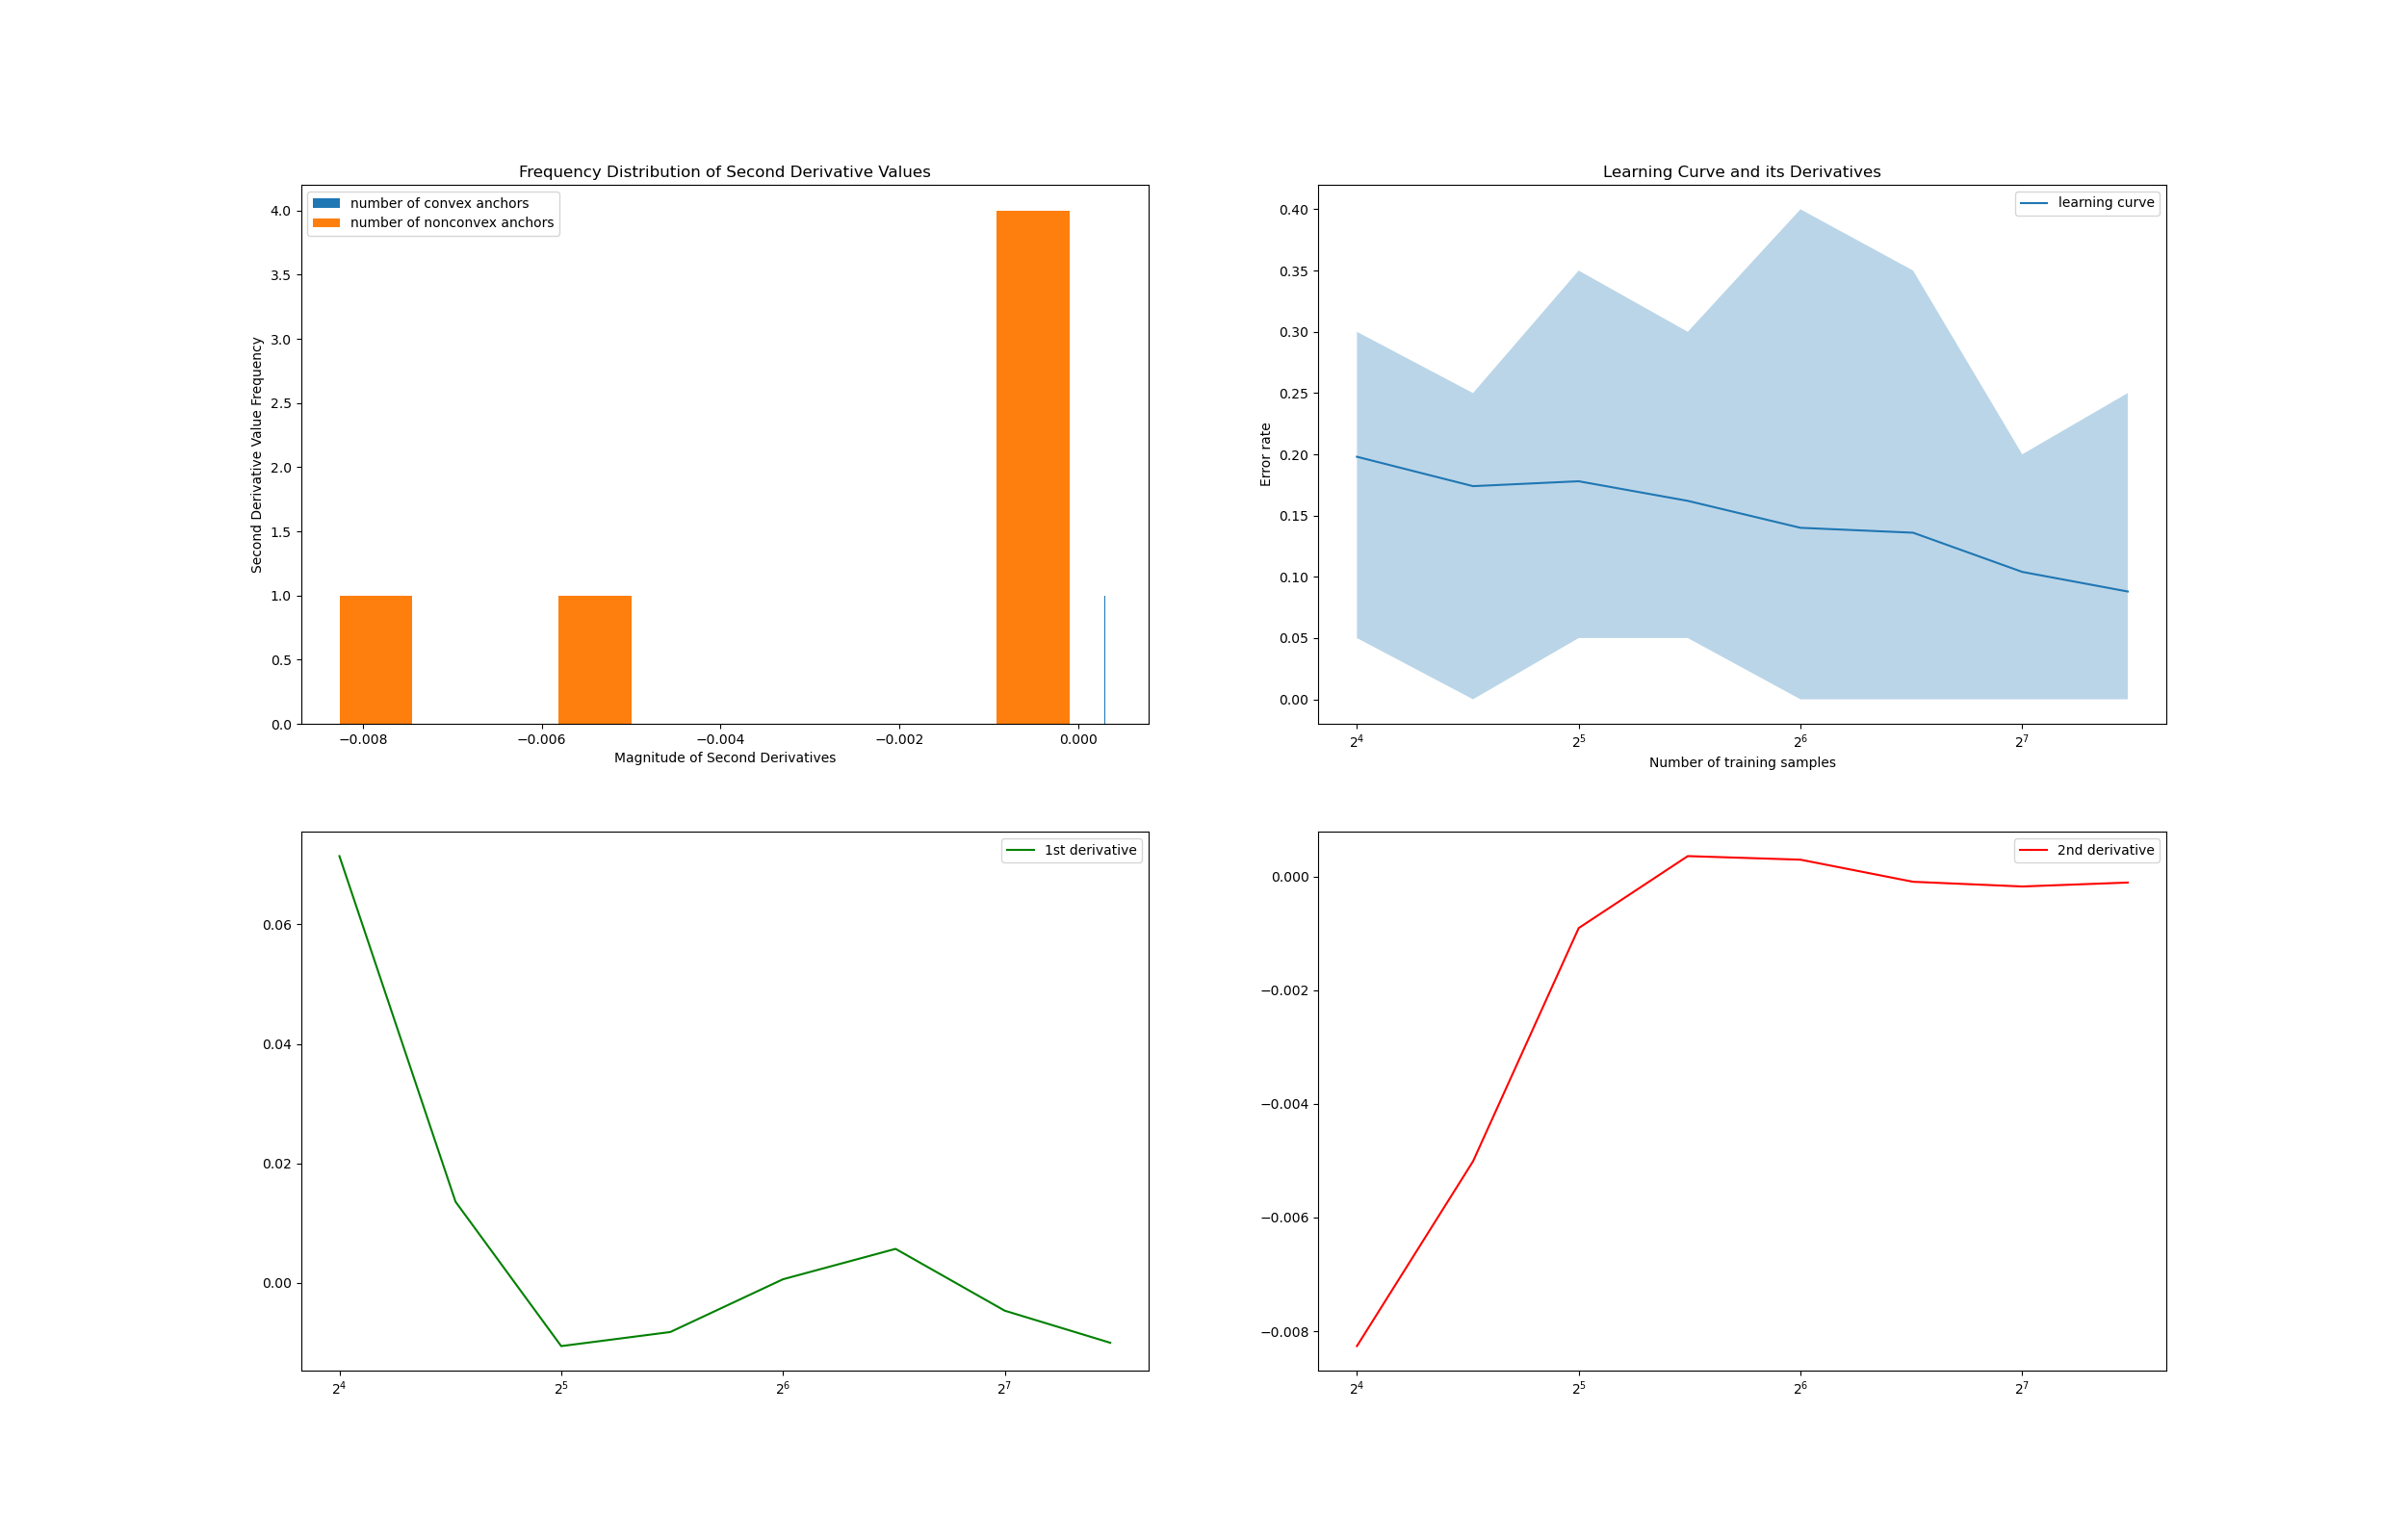 Frequency Distribution of Second Derivative Values
number of convex anchors
number of nonconvex anchors
4.0
3.5
3.0
2.5
2.0
1.5
1.0
0.5
0.0
Second Derivative Value Frequency
−0.008 −0.006 −0.004 −0.002 0.000
Magnitude of Second Derivatives
Learning Curve and its Derivatives
learning curve
0.40
0.35
0.30
0.25
0.20
0.15
0.10
0.05
0.00
Error rate
2⁴ 2⁵ 2⁶ 2⁷
Number of training samples
1st derivative
0.06
0.04
0.02
0.00
2⁴ 2⁵ 2⁶ 2⁷
2nd derivative
0.000
−0.002
−0.004
−0.006
−0.008
2⁴ 2⁵ 2⁶ 2⁷